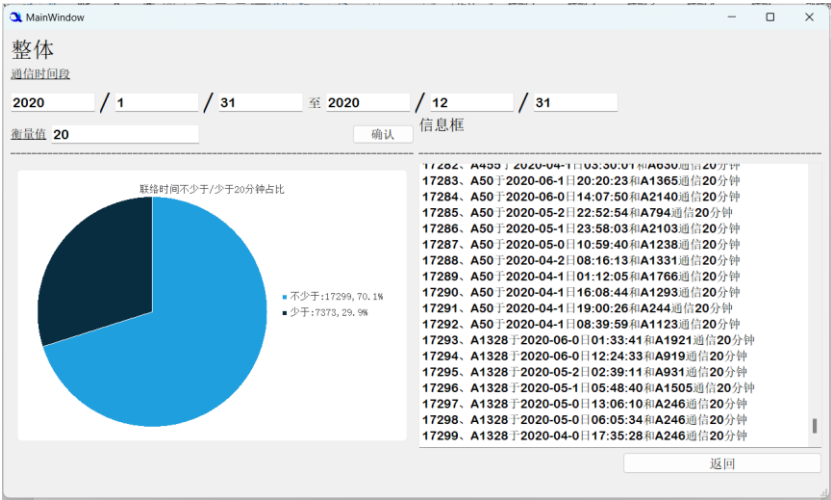 MainWindow
整体
通信时间段
2020 / 1 / 31 至 2020 / 12 / 31
衡量值 20 确认 信息框
联络时间不少于/少于20分钟占比
不少于:17299,70.1%
少于:7373,29.9%
17282、A455于2020-04-1日03:30:01和A630通信20分钟
17283、A50于2020-06-1日20:20:23和A1365通信20分钟
17284、A50于2020-06-0日14:07:50和A2140通信20分钟
17285、A50于2020-05-2日22:52:54和A794通信20分钟
17286、A50于2020-05-1日23:58:03和A2103通信20分钟
17287、A50于2020-05-0日10:59:40和A1238通信20分钟
17288、A50于2020-04-2日08:16:13和A1331通信20分钟
17289、A50于2020-04-1日01:12:05和A1766通信20分钟
17290、A50于2020-04-1日16:08:44和A1293通信20分钟
17291、A50于2020-04-1日19:00:26和A244通信20分钟
17292、A50于2020-04-1日08:39:59和A1123通信20分钟
17293、A1328于2020-06-0日01:33:41和A1921通信20分钟
17294、A1328于2020-06-0日12:24:33和A919通信20分钟
17295、A1328于2020-05-2日02:39:11和A931通信20分钟
17296、A1328于2020-05-1日05:48:40和A1505通信20分钟
17297、A1328于2020-05-0日13:06:10和A246通信20分钟
17298、A1328于2020-05-0日06:05:34和A246通信20分钟
17299、A1328于2020-04-0日17:35:28和A246通信20分钟
返回